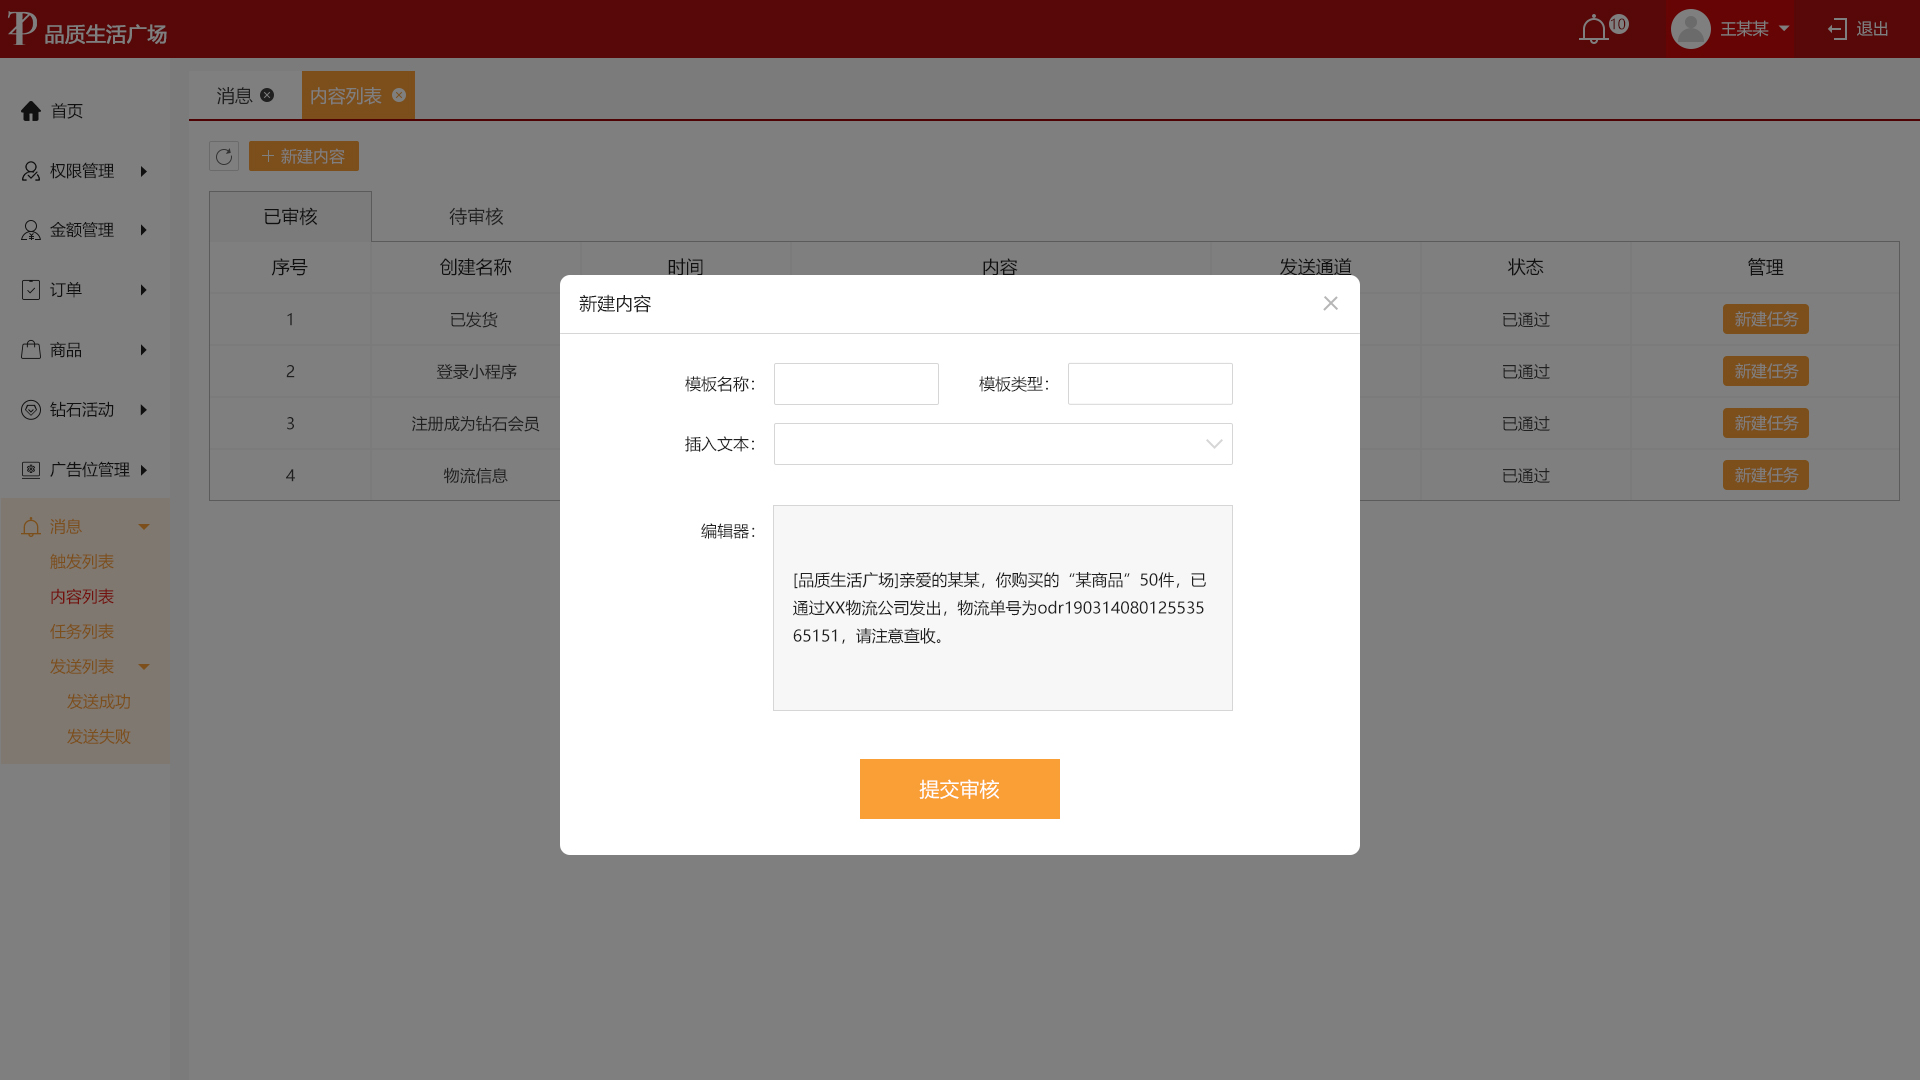 品质生活广场
10
王某某
退出
首页
权限管理
金额管理
订单
商品
钻石活动
广告位管理
消息
触发列表
内容列表
任务列表
发送列表
发送成功
发送失败
消息
内容列表
新建内容
已审核
待审核
序号 创建名称 时间 内容 发送通道 状态 管理
1 已发货 已通过 新建任务
2 登录小程序 已通过 新建任务
3 注册成为钻石会员 已通过 新建任务
4 物流信息 已通过 新建任务
新建内容
模板名称：
模板类型：
插入文本：
编辑器：
[品质生活广场]亲爱的某某，你购买的“某商品”50件，已
通过XX物流公司发出，物流单号为odr190314080125535
65151，请注意查收。
提交审核